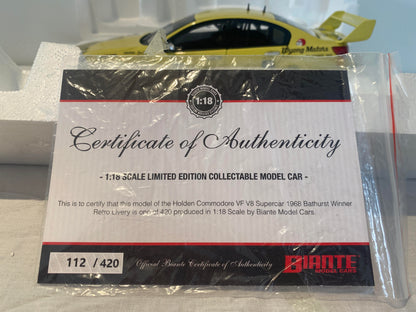 Wyong Motors
1:18
Certificate of Authenticity
- 1:18 SCALE LIMITED EDITION COLLECTABLE MODEL CAR -
This is to certify that this model of the Holden Commodore VF V8 Supercar 1968 Bathurst Winner
Retro Livery is one of 420 produced in 1:18 Scale by Biante Model Cars.
112 / 420
Official Biante Certificate of Authenticity
BIANTE
MODEL CARS